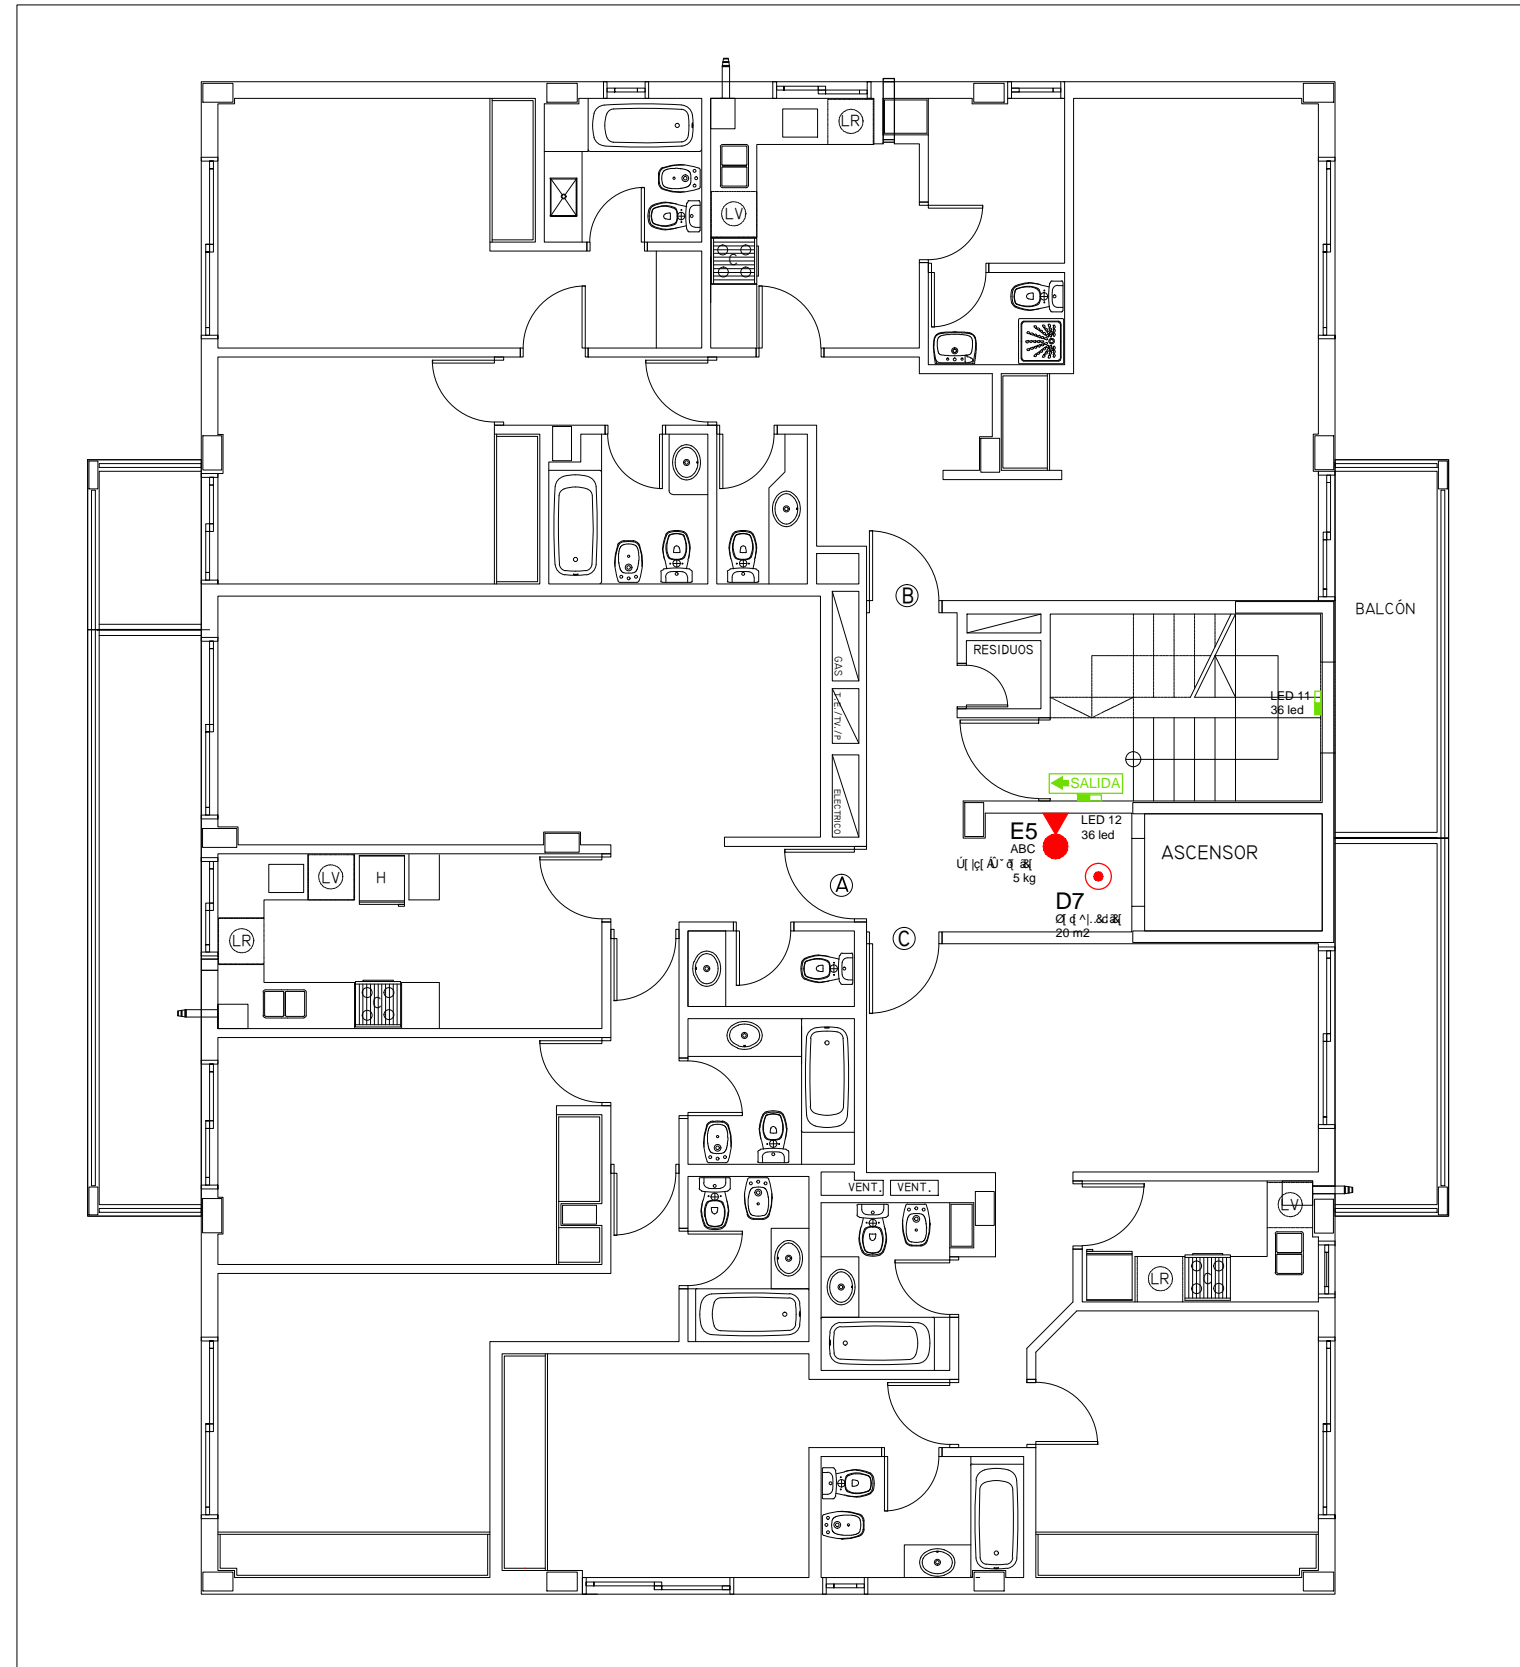 LR
LV
C
B
BALCÓN
RESIDUOS
GAS
LED 11
36 led
T.E./TV./P
SALIDA
ELECTRICO
E5
ABC
5 kg
LED 12
36 led
ASCENSOR
A
D7
20 m2
LV
H
LR
C
C
VENT.
VENT.
LV
LR
C